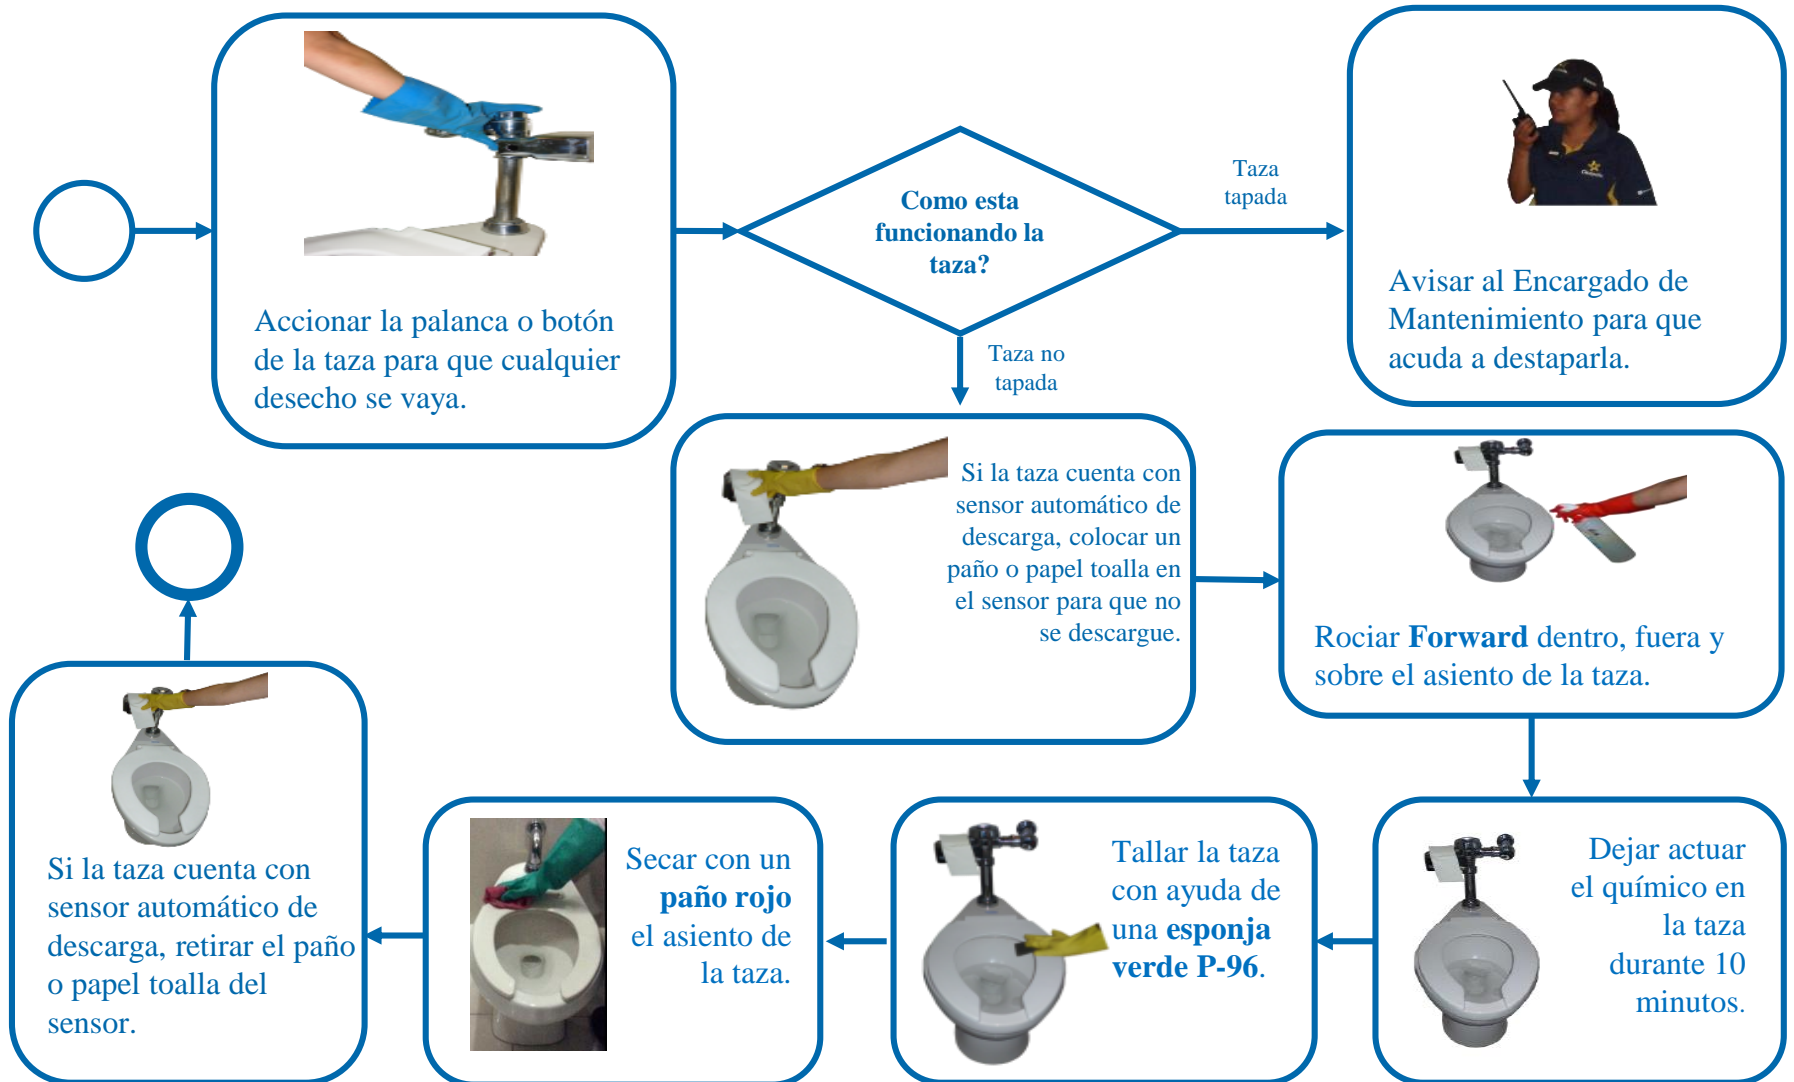 Accionar la palanca o botón
de la taza para que cualquier
desecho se vaya.
Como esta
funcionando la
taza?
Taza
tapada
Avisar al Encargado de
Mantenimiento para que
acuda a destaparla.
Taza no
tapada
Si la taza cuenta con
sensor automático de
descarga, colocar un
paño o papel toalla en
el sensor para que no
se descargue.
Rociar Forward dentro, fuera y
sobre el asiento de la taza.
Dejar actuar
el químico en
la taza
durante 10
minutos.
Tallar la taza
con ayuda de
una esponja
verde P-96.
Secar con un
paño rojo
el asiento de
la taza.
Si la taza cuenta con
sensor automático de
descarga, retirar el paño
o papel toalla del
sensor.